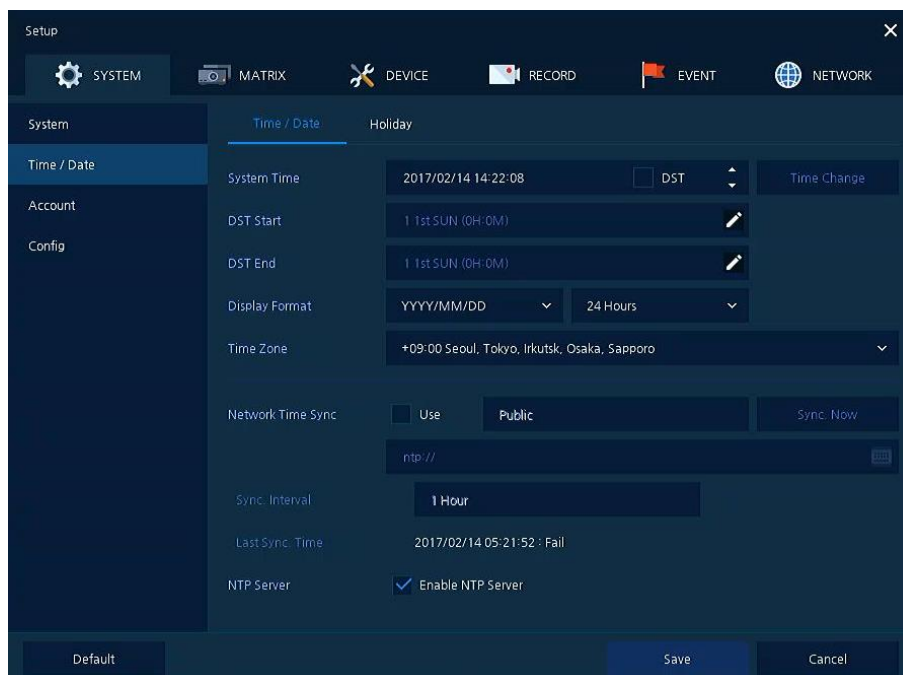 Setup
SYSTEM MATRIX DEVICE RECORD EVENT NETWORK
System
Time / Date
Account
Config
Time / Date Holiday
System Time 2017/02/14 14:22:08 DST Time Change
DST Start 1 1st SUN (0H:0M)
DST End 1 1st SUN (0H:0M)
Display Format YYYY/MM/DD 24 Hours
Time Zone +09:00 Seoul, Tokyo, Irkutsk, Osaka, Sapporo
Network Time Sync Use Public Sync. Now
ntp://
Sync. Interval 1 Hour
Last Sync. Time 2017/02/14 05:21:52 : Fail
NTP Server Enable NTP Server
Default Save Cancel